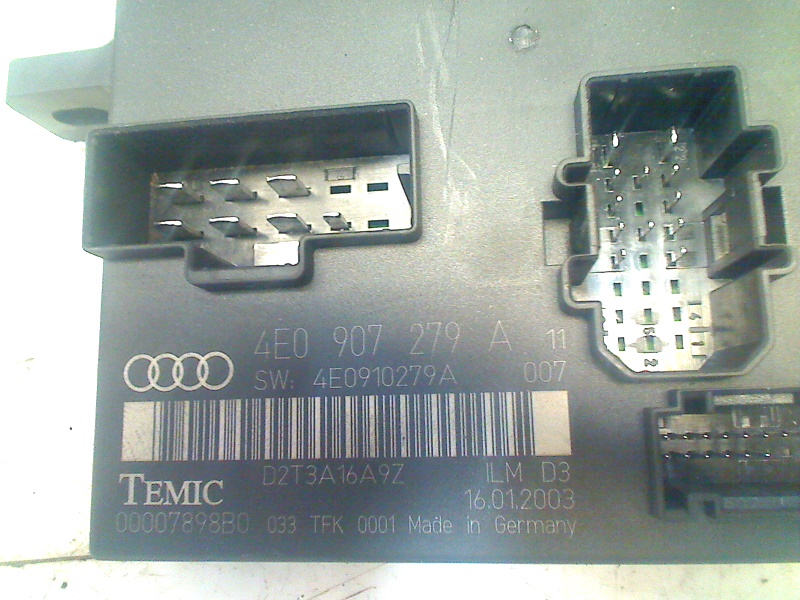 4E0 907 279 A 11
SW: 4E0910279A 007
D2T3A16A9Z ILM D3
TEMIC 16.01.2003
00007898B0 033 TFK 0001 Made in Germany